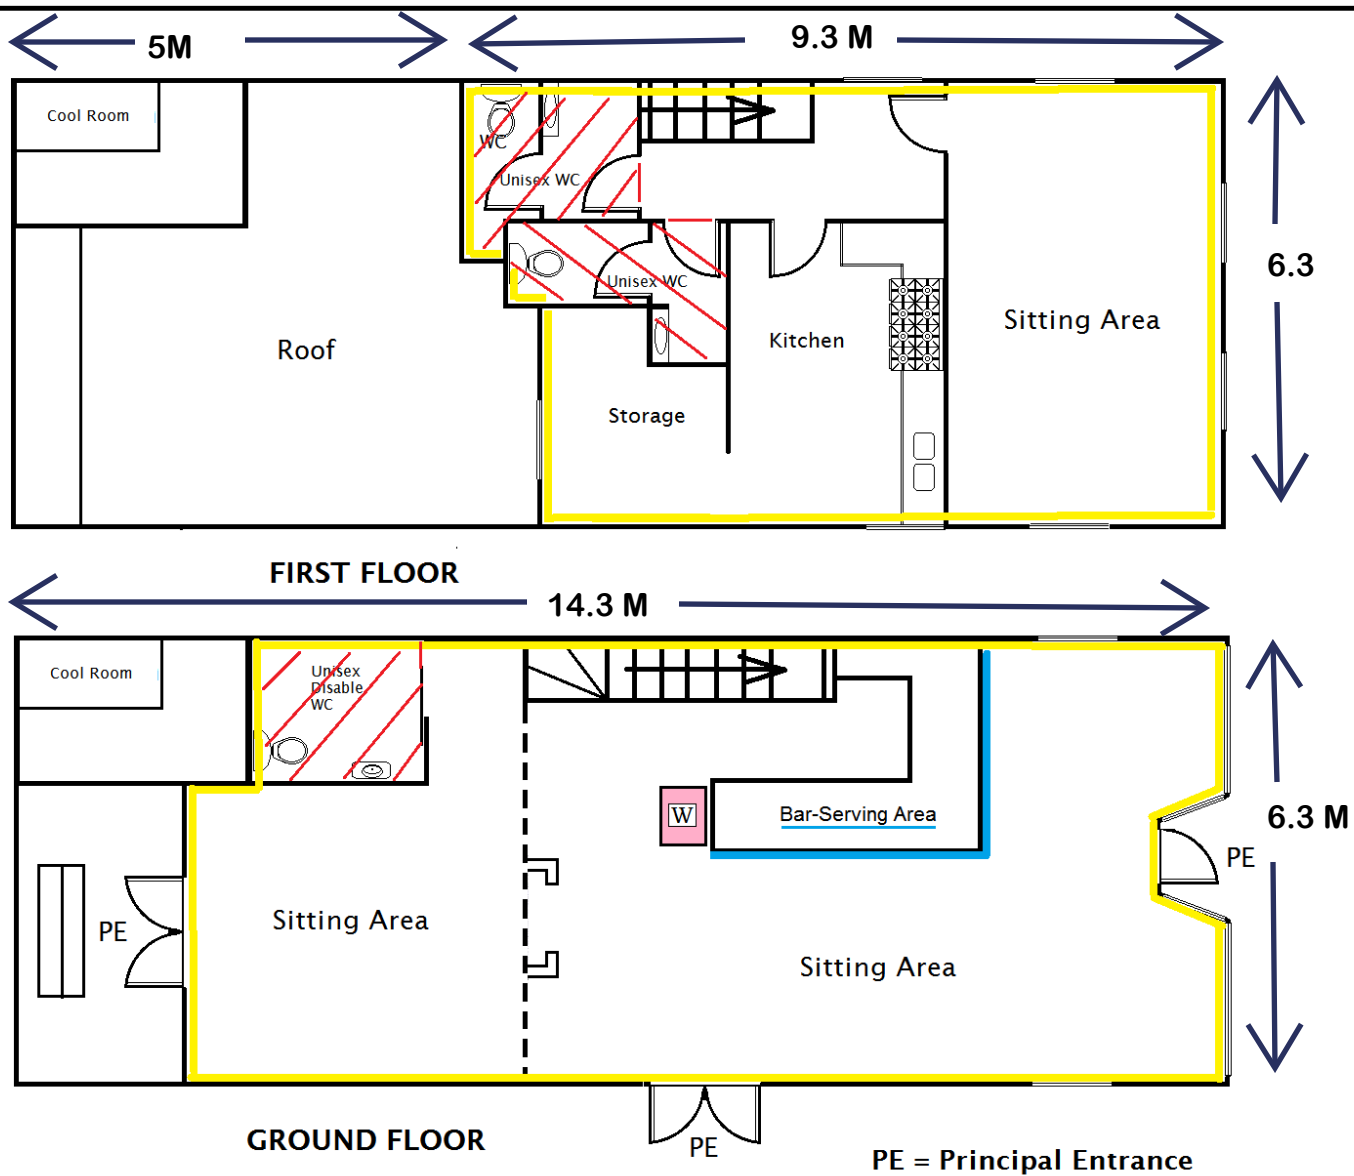 5M
9.3 M
Cool Room
WC
Unisex WC
6.3
Unisex WC
Sitting Area
Kitchen
Roof
Storage
FIRST FLOOR
14.3 M
Cool Room
Unisex
Disable
WC
W
Bar-Serving Area
6.3 M
PE
Sitting Area
PE
Sitting Area
GROUND FLOOR
PE
PE = Principal Entrance